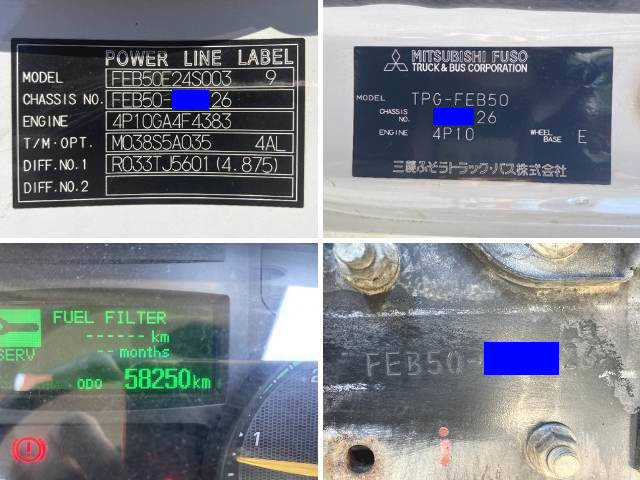 POWER LINE LABEL
MODEL FEB50E24S003 9
CHASSIS NO. FEB50- 26
ENGINE 4P10GA4F4383
T/M·OPT. M038S5A035 4AL
DIFF.NO.1 R033TJ5601(4.875)
DIFF.NO.2
MITSUBISHI FUSO
TRUCK & BUS CORPORATION
MODEL TPG-FEB50
CHASSIS NO. 26
ENGINE 4P10 WHEEL BASE E
三菱ふそうトラック・バス株式会社
FUEL FILTER
------ km
-- months
SERV
ODO 58250 km
1
FEB50-